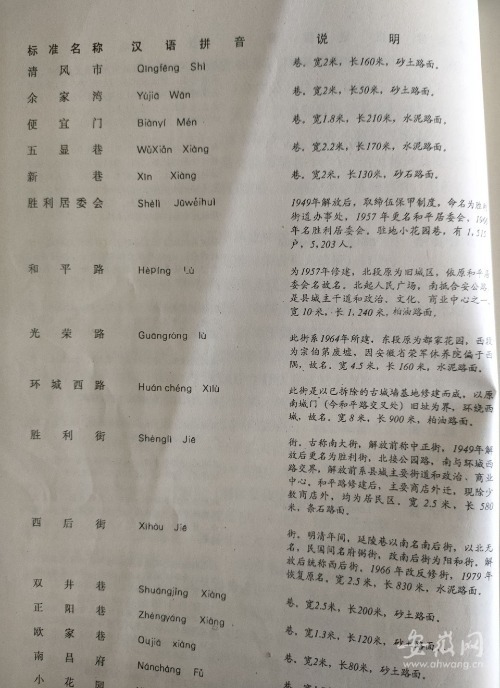 标准名称 汉语拼音 说明
清风市 Qīngfēng Shì 巷。宽2米，长160米，砂土路面。
余家湾 Yújiā Wān 巷。宽2米，长50米，砂土路面。
便宜门 Biànyí Mén 巷。宽1.8米，长210米，水泥路面。
五显巷 WǔXiǎn Xiàng 巷。宽2.2米，长170米，水泥路面。
新巷 Xīn Xiàng 巷。宽2米，长130米，砂石路面。
胜利居委会 Shèlì Jūwěihuì 1949年解放后，取缔伪保甲制度，命名为胜利
街道办事处，1957年更名和平居委会，
年名胜利居委会。驻地小花园巷，有1,515
户，5,203人。
和平路 Hépíng Lù 为1957年修建，北段原为旧城区，依原和平居
委会名故名。北起人民广场，南抵合安公路
是县城主干道和政治、文化、商业中心之一。
宽10米，长1,240米，柏油路面。
光荣路 Guāngróng lù 此街系1964年所建，东段原为都家花园，西段
为宗伯第废墟，因安徽省荣军休养院偏于西
隅，故名。宽4.5米，长160米，水泥路面。
环城西路 Huán chéng Xīlù 此街是以已拆除的古城墙基地修建而成，以原
南城门（今和平路交叉处）旧址为界，环绕西
城，故名。宽8米，长900米，柏油路面。
胜利街 Shènglì Jiē 街。古称南大街，解放前称中正街，1949年解
放后更名为胜利街，北接公园路，南与环城西
路交界，解放前系县城主要街道和政治、商业
中心，和平路修建后，主要商店外迁，现除少
数商店外，均为居民区。宽2.5米，长580
米，条石路面。
西后街 Xīhòu Jiē 街。明清年间，延陵巷以南名南后街，以北无
名，民国间名府弼街，改南后街为阳和街，解
放后统称西后街。1966年改反修街，1979年
恢复原名。宽2.5米，长830米，水泥路面。
双井巷 Shuāngjǐng Xiàng 巷。宽2.5米，长200米，砂土路面。
正阳巷 Zhèngyáng Xiàng 巷。宽1.3米，长120米，砂土路面。
欧家巷 Oujiā xiàng 巷。宽2米，长80米，砂土路面。
南昌府 Náncháng Fǔ
小花园
安徽网
www.ahwang.cn